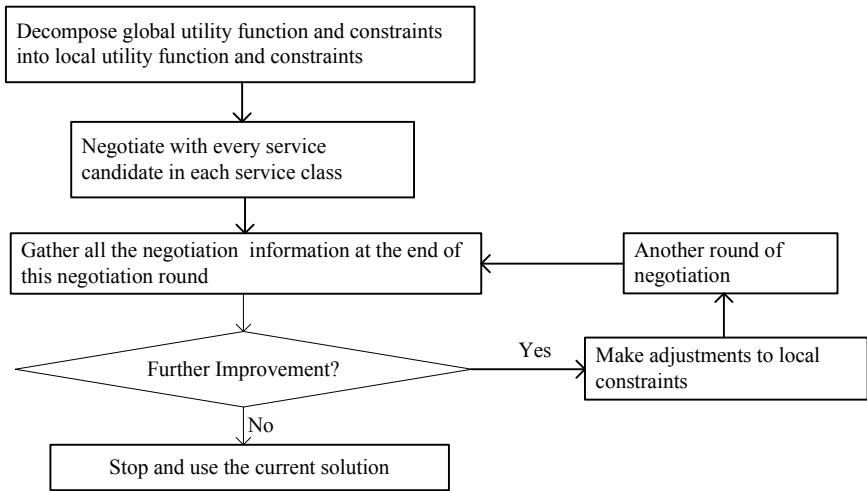 Decompose global utility function and constraints
into local utility function and constraints
Negotiate with every service
candidate in each service class
Gather all the negotiation information at the end of
this negotiation round
Another round of
negotiation
Further Improvement?
Yes
Make adjustments to local
constraints
No
Stop and use the current solution